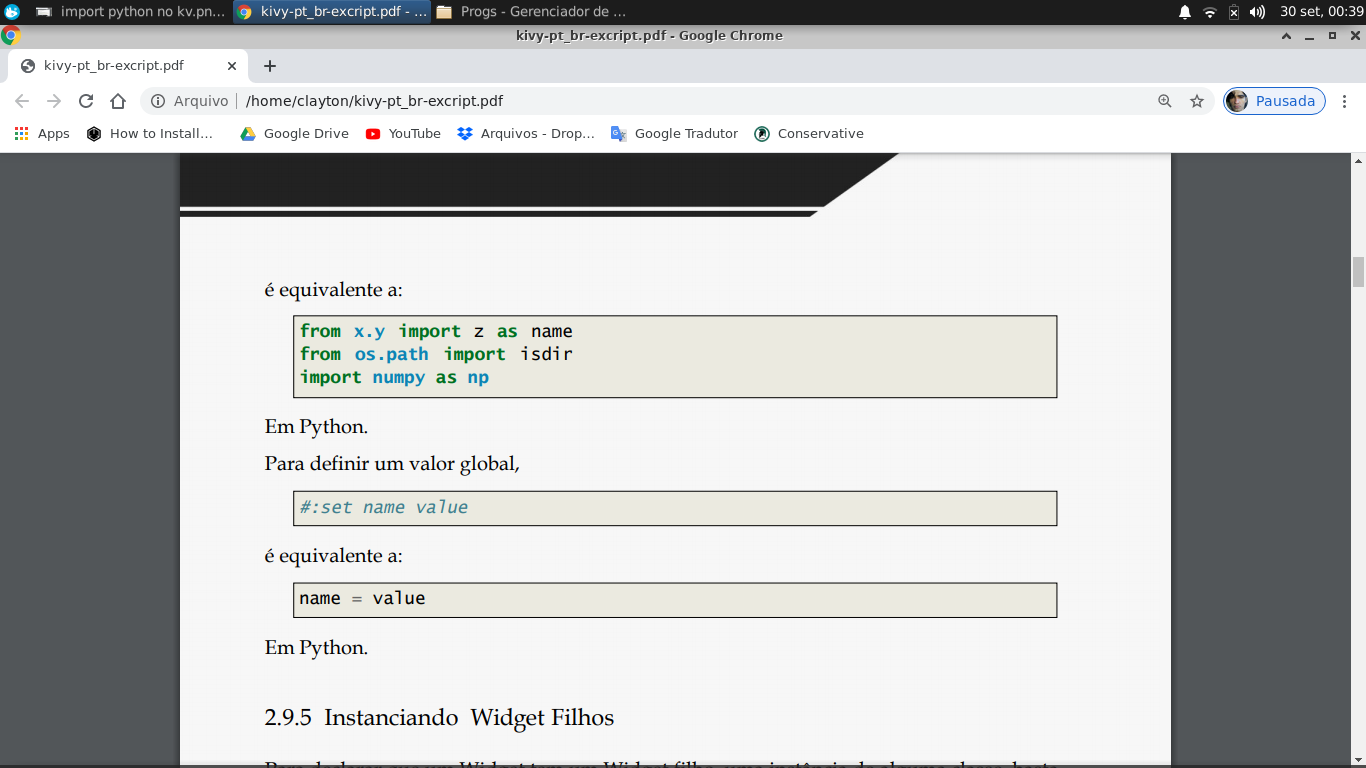 import python no kv.pn...
kivy-pt_br-excript.pdf - ...
Progs - Gerenciador de ...
30 set, 00:39
kivy-pt_br-excript.pdf - Google Chrome
kivy-pt_br-excript.pdf
Arquivo
/home/clayton/kivy-pt_br-excript.pdf
Pausada
Apps
How to Install...
Google Drive
YouTube
Arquivos - Drop...
Google Tradutor
Conservative
é equivalente a:
from x.y import z as name
from os.path import isdir
import numpy as np
Em Python.
Para definir um valor global,
#:set name value
é equivalente a:
name = value
Em Python.
2.9.5 Instanciando Widget Filhos